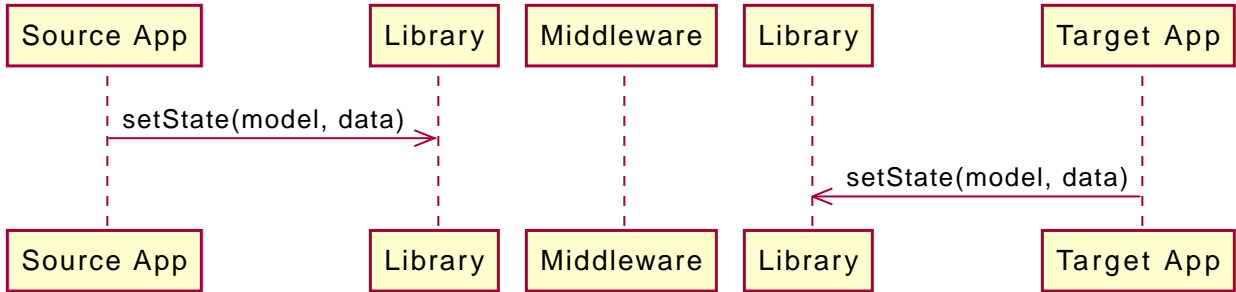 Source App
Library
Middleware
Library
Target App
setState(model, data)
setState(model, data)
Source App
Library
Middleware
Library
Target App